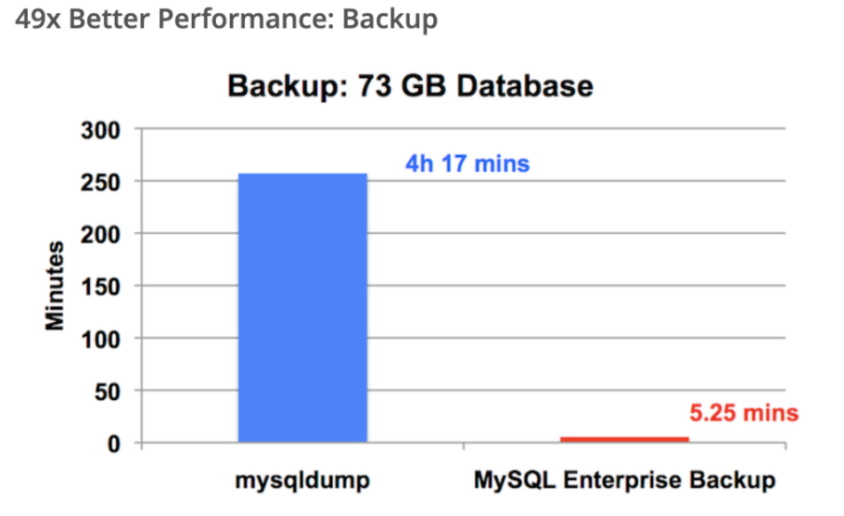 49x Better Performance: Backup
Backup: 73 GB Database
300
4h 17 mins
250
200
Minutes
150
100
50
5.25 mins
0
mysqldump
MySQL Enterprise Backup